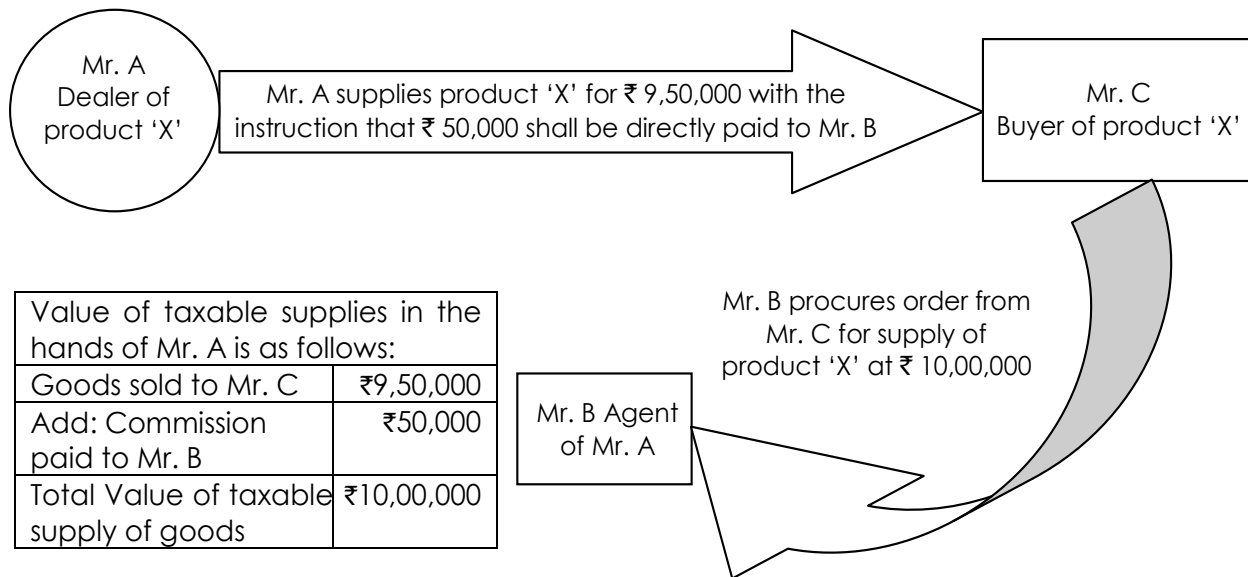 Mr. A
Dealer of
product ‘X’
Mr. A supplies product ‘X’ for ₹ 9,50,000 with the
instruction that ₹ 50,000 shall be directly paid to Mr. B
Mr. C
Buyer of product ‘X’
Mr. B procures order from
Mr. C for supply of
product ‘X’ at ₹ 10,00,000
Value of taxable supplies in the
hands of Mr. A is as follows:
Goods sold to Mr. C ₹9,50,000
Add: Commission ₹50,000
paid to Mr. B
Total Value of taxable ₹10,00,000
supply of goods
Mr. B Agent
of Mr. A